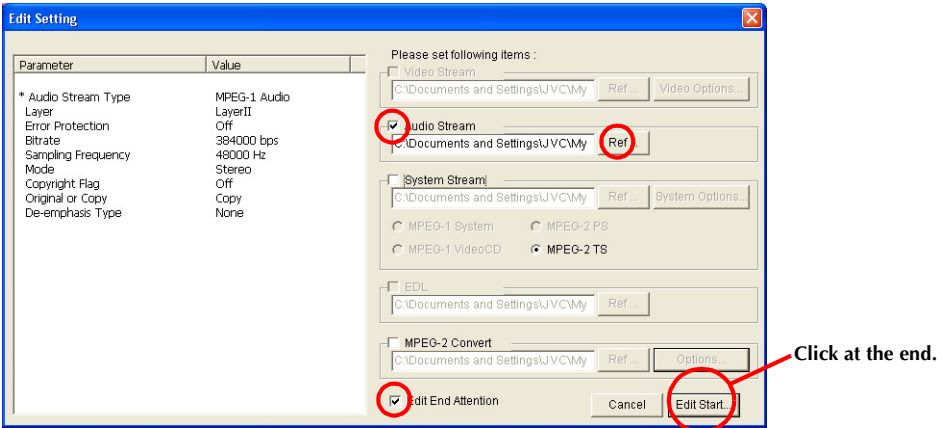 Edit Setting
Parameter Value
* Audio Stream Type MPEG-1 Audio
Layer LayerII
Error Protection Off
Bitrate 384000 bps
Sampling Frequency 48000 Hz
Mode Stereo
Copyright Flag Off
Original or Copy Copy
De-emphasis Type None
Please set following items :
Video Stream
C:\Documents and Settings\JVC\My Ref... Video Options...
Audio Stream
C:\Documents and Settings\JVC\My Ref...
System Stream
C:\Documents and Settings\JVC\My Ref... System Options...
MPEG-1 System MPEG-2 PS
MPEG-1 VideoCD MPEG-2 TS
EDL
C:\Documents and Settings\JVC\My Ref...
MPEG-2 Convert
C:\Documents and Settings\JVC\My Ref... Options...
Edit End Attention
Cancel Edit Start...
Click at the end.